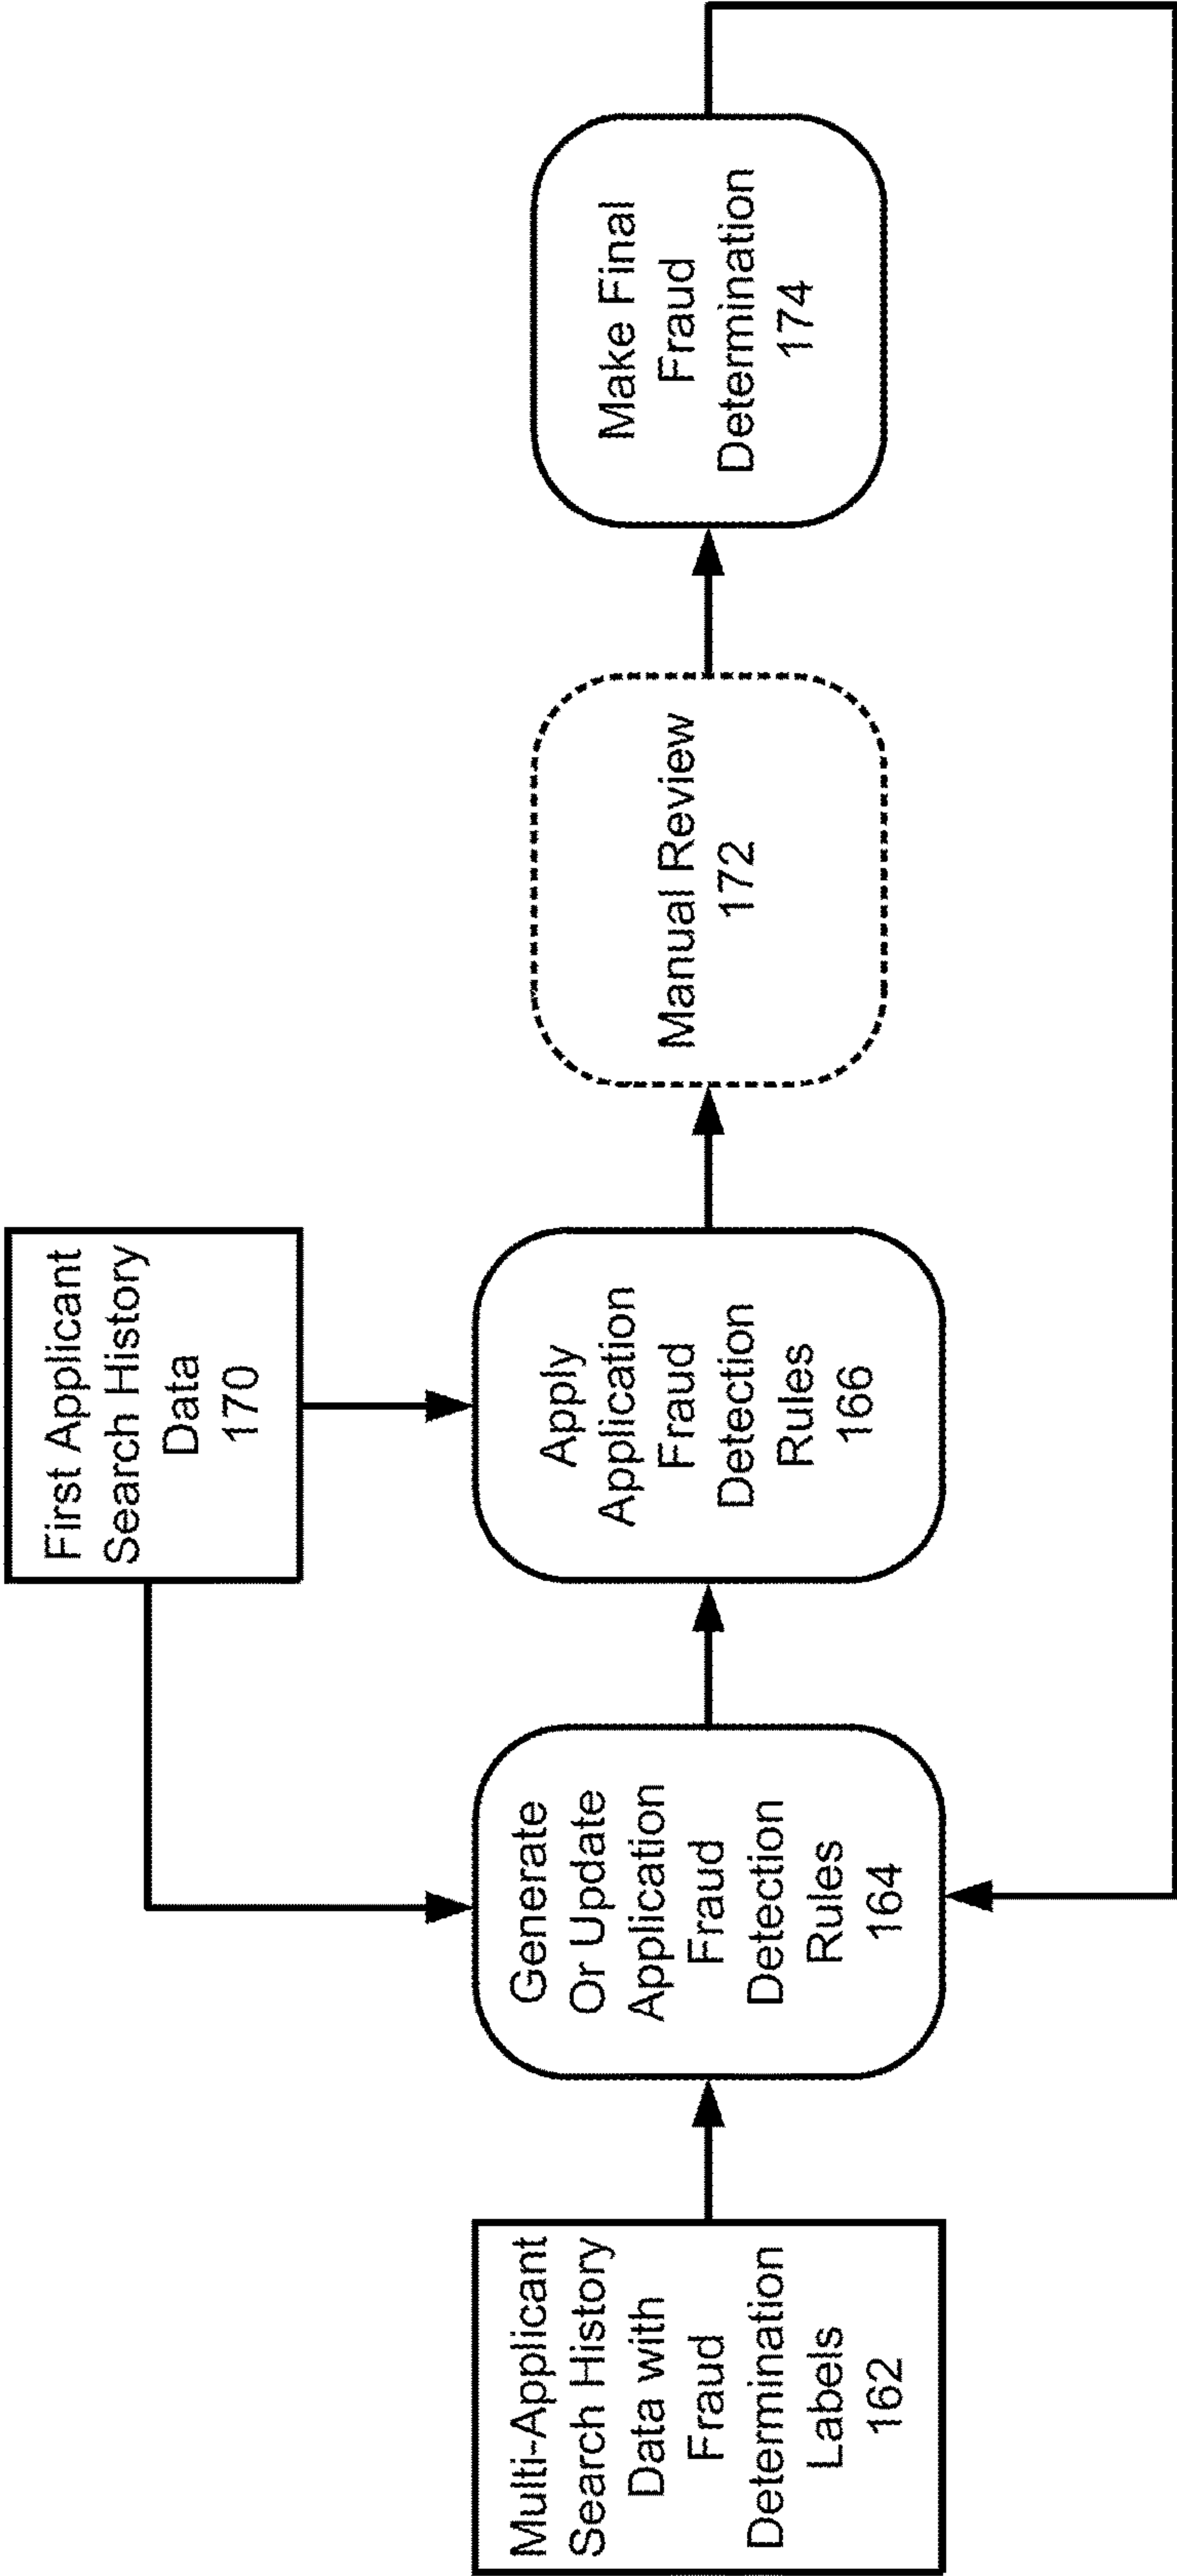 First Applicant
Search History
Data
170
Multi-Applicant
Search History
Data with
Fraud
Determination
Labels
162
Generate
Or Update
Application
Fraud
Detection
Rules
164
Apply
Application
Fraud
Detection
Rules
166
Manual Review
172
Make Final
Fraud
Determination
174